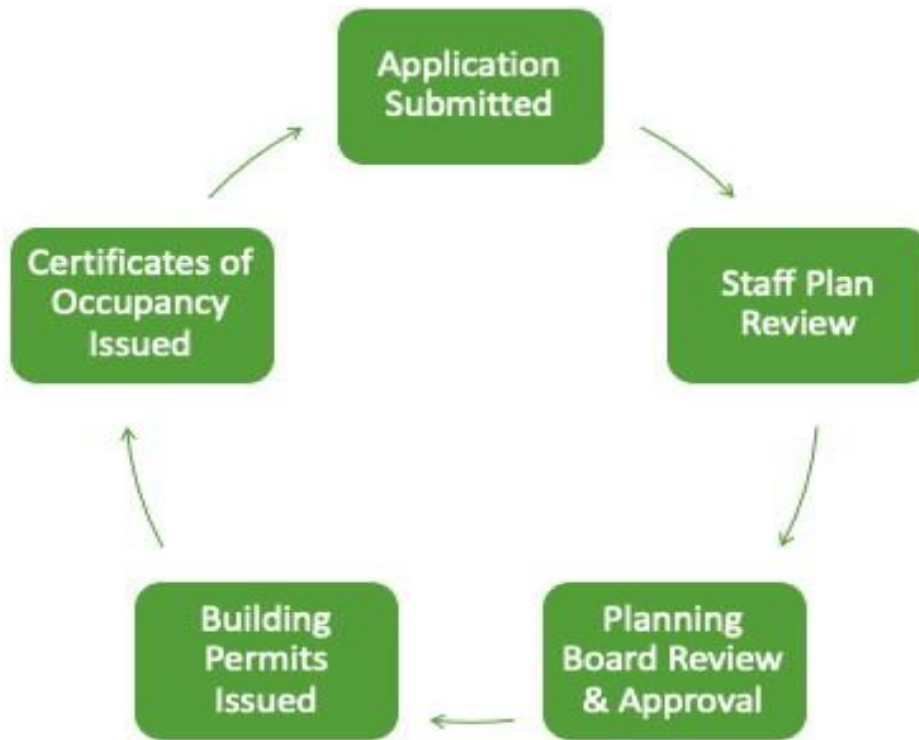 Application
Submitted
Staff Plan
Review
Planning
Board Review
& Approval
Building
Permits
Issued
Certificates of
Occupancy
Issued